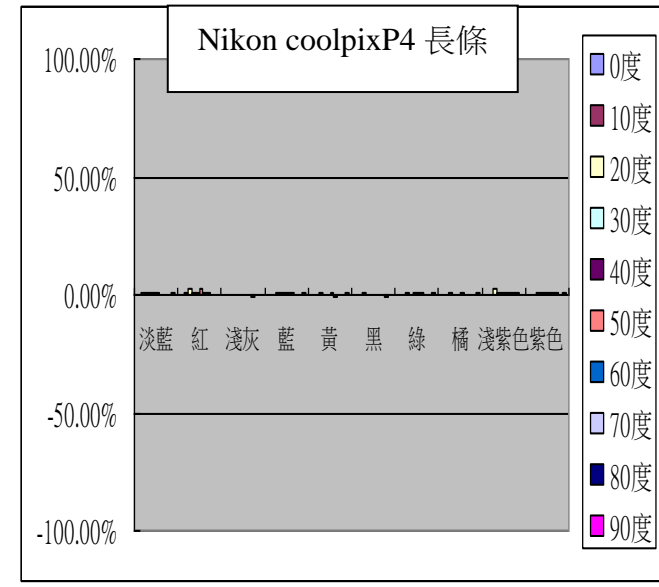 Nikon coolpixP4 長條
100.00%
50.00%
0.00%
-50.00%
-100.00%
淡藍 紅 淺灰 藍 黃 黑 綠 橘 淺紫色紫色
0度
10度
20度
30度
40度
50度
60度
70度
80度
90度